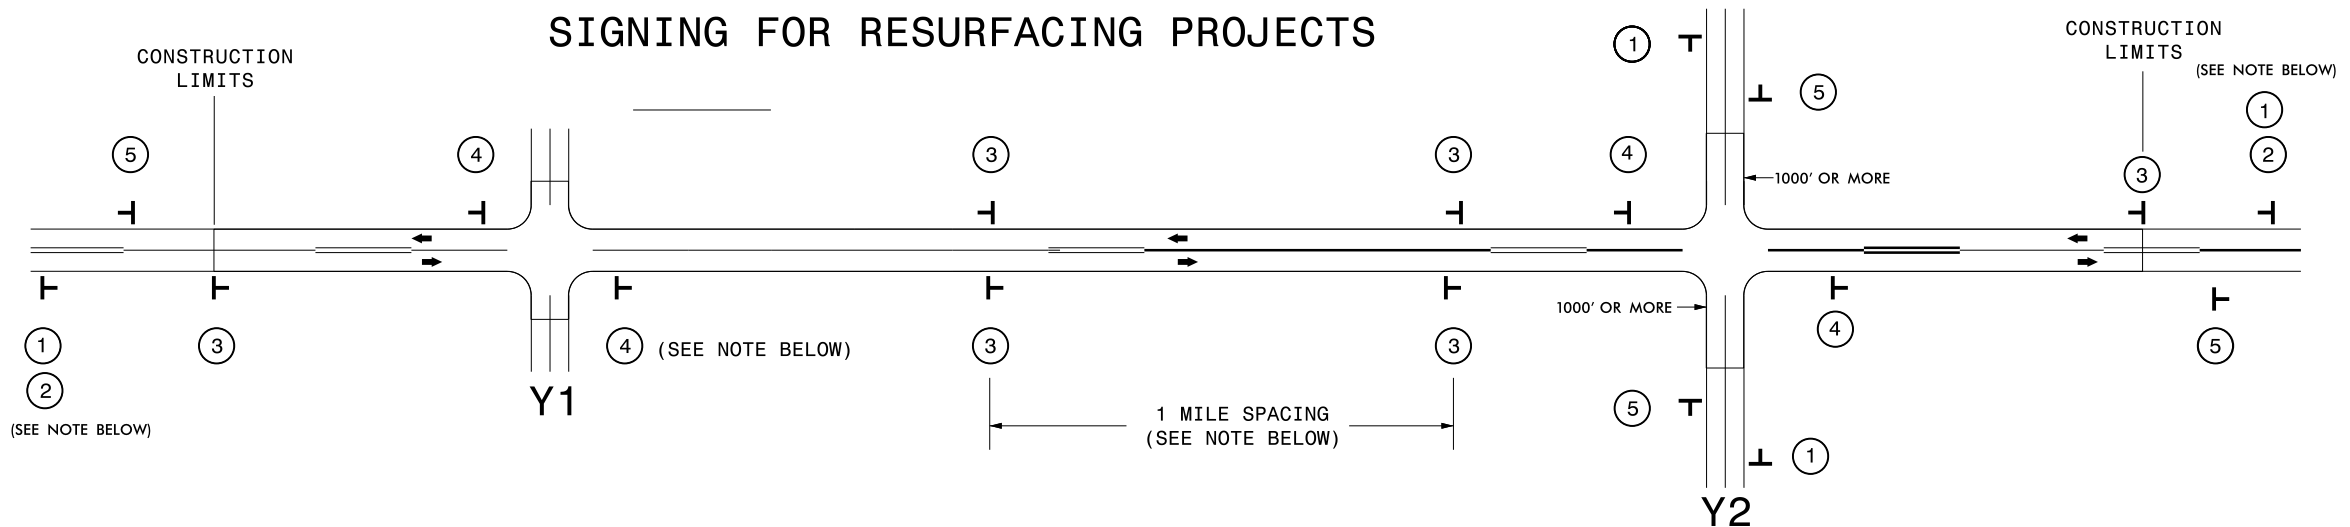 SIGNING FOR RESURFACING PROJECTS
CONSTRUCTION
LIMITS
CONSTRUCTION
LIMITS
(SEE NOTE BELOW)
1
5
1
5
4
3
3
4
3
2
1000' OR MORE
1000' OR MORE
1
2
(SEE NOTE BELOW)
3
4 (SEE NOTE BELOW)
3
3
4
5
Y1
1 MILE SPACING
(SEE NOTE BELOW)
5
1
Y2